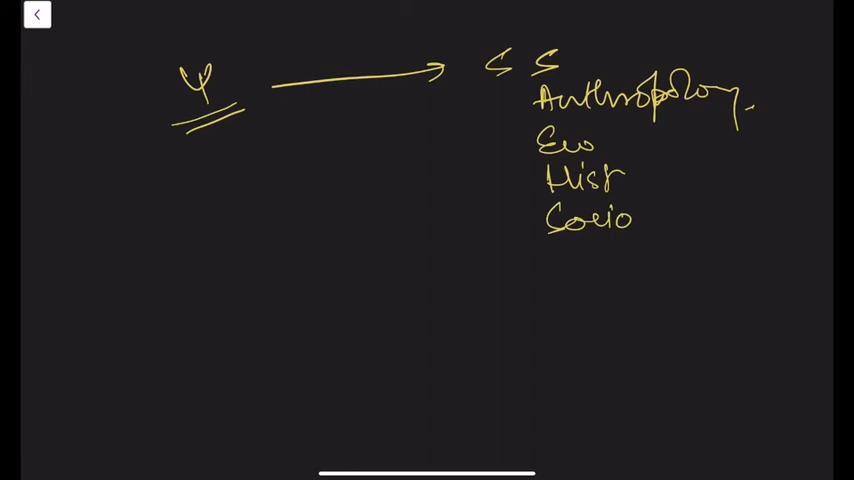 Ψ → S S
Anthropology.
Eco
Hist
Socio